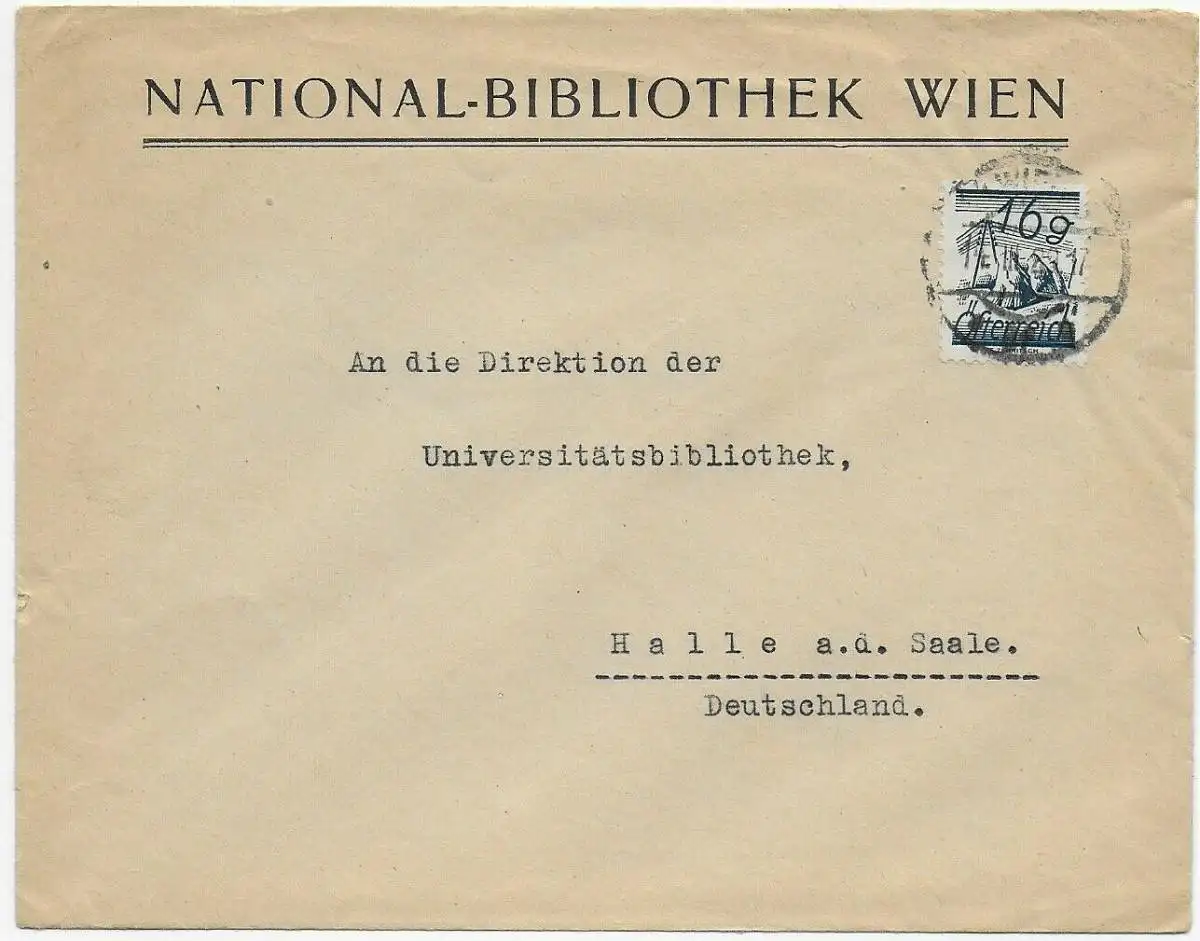 NATIONAL-BIBLIOTHEK WIEN
16g
Österreich
An die Direktion der
Universitätsbibliothek,
H a l l e a.d. Saale.
Deutschland.